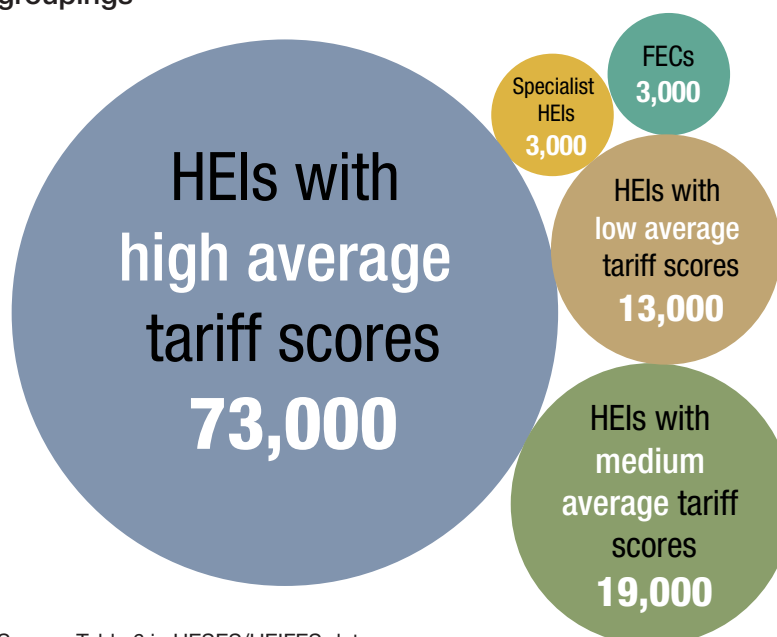 groupings
HEIs with
high average
tariff scores
73,000
Specialist
HEIs
3,000
FECs
3,000
HEIs with
low average
tariff scores
13,000
HEIs with
medium
average tariff
scores
19,000